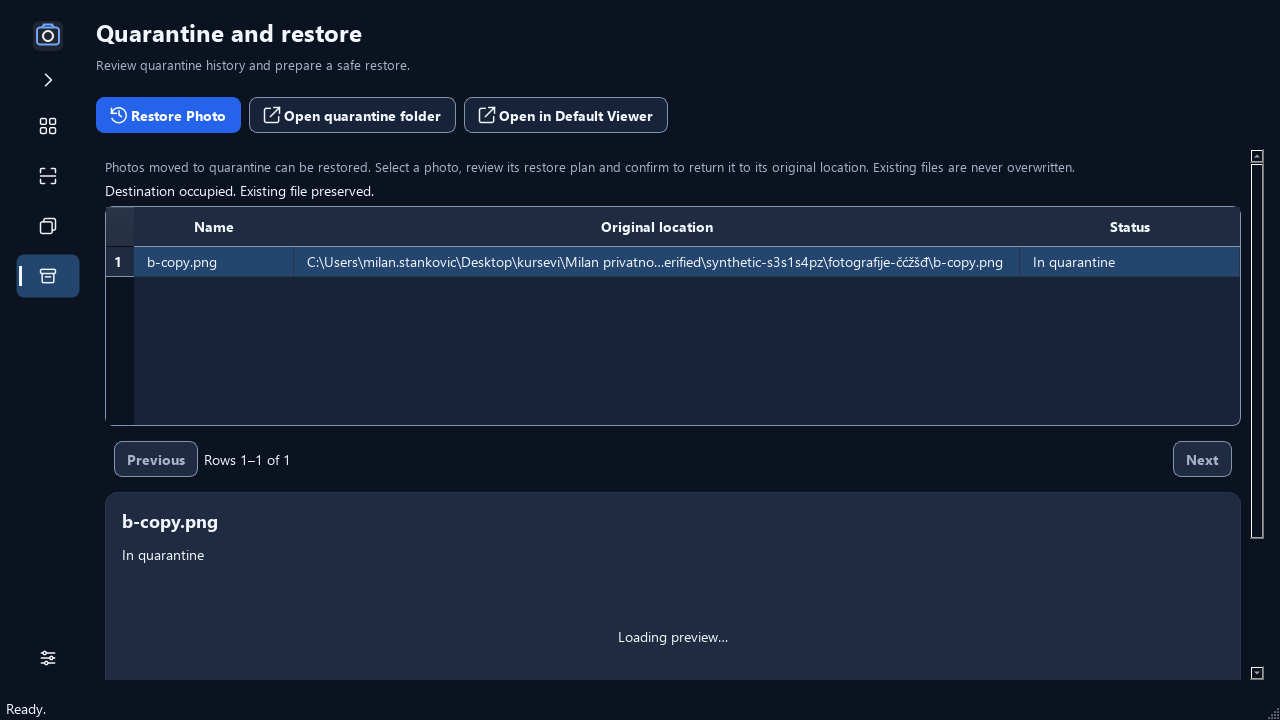 Quarantine and restore
Review quarantine history and prepare a safe restore.
Restore Photo
Open quarantine folder
Open in Default Viewer
Photos moved to quarantine can be restored. Select a photo, review its restore plan and confirm to return it to its original location. Existing files are never overwritten.
Destination occupied. Existing file preserved.
Name Original location Status
1 b-copy.png C:\Users\milan.stankovic\Desktop\kursevi\Milan privatno...erified\synthetic-s3s1s4pz\fotografije-čćžšđ\b-copy.png In quarantine
Previous Rows 1–1 of 1 Next
b-copy.png
In quarantine
Loading preview...
Ready.